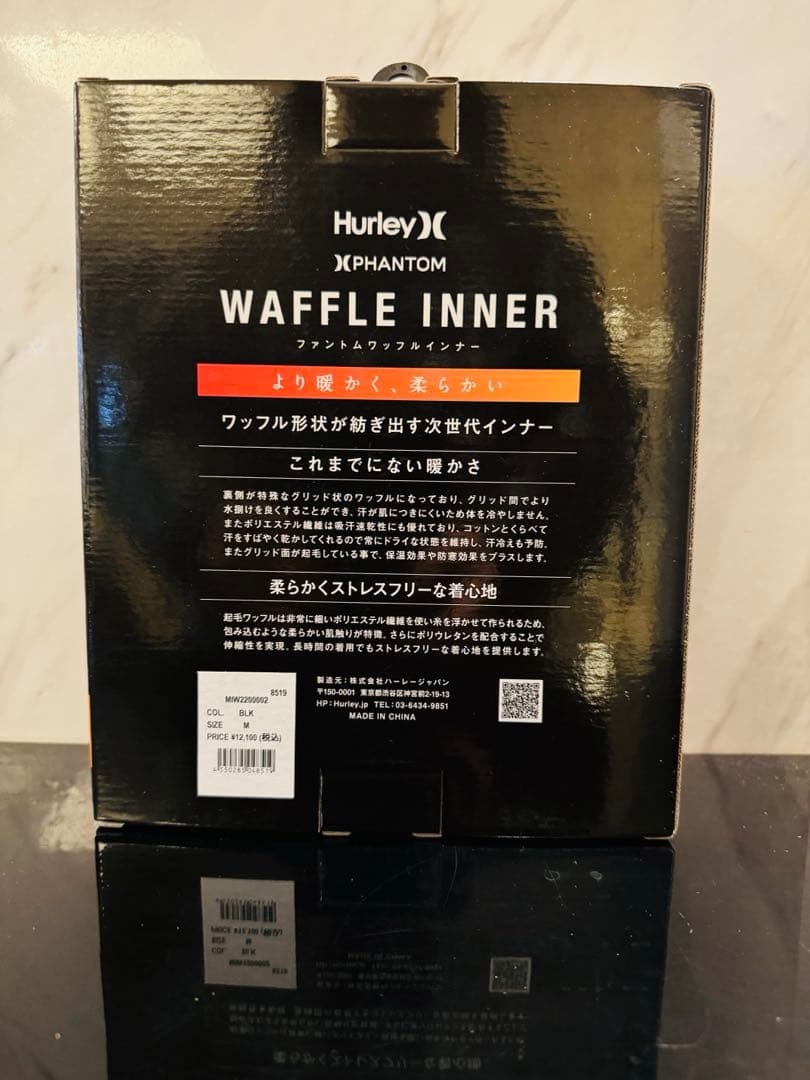 Hurley
PHANTOM
WAFFLE INNER
ファントムワッフルインナー
より暖かく、柔らかい
ワッフル形状が紡ぎ出す次世代インナー
これまでにない暖かさ
裏側が特殊なグリッド状のワッフルになっており、グリッド間でより
水捌けを良くすることができ、汗が肌につきにくいため体を冷やしません。
またポリエステル繊維は吸汗速乾性にも優れており、コットンとくらべて
汗をすばやく乾かしてくれるので常にドライな状態を維持し、汗冷えも予防。
またグリッド面が起毛している事で、保温効果や防寒効果をプラスします。
柔らかくストレスフリーな着心地
起毛ワッフルは非常に細いポリエステル繊維を使い糸を浮かせて作られるため、
包み込むような柔らかい肌触りが特徴。さらにポリウレタンを配合することで
伸縮性を実現。長時間の着用でもストレスフリーな着心地を提供します。
8519
MIW2200002
COL. BLK
SIZE M
PRICE ¥12,100 (税込)
4550285048519
製造元：株式会社ハーレージャパン
〒150-0001 東京都渋谷区神宮前2-19-13
HP：Hurley.jp TEL：03-6434-9851
MADE IN CHINA